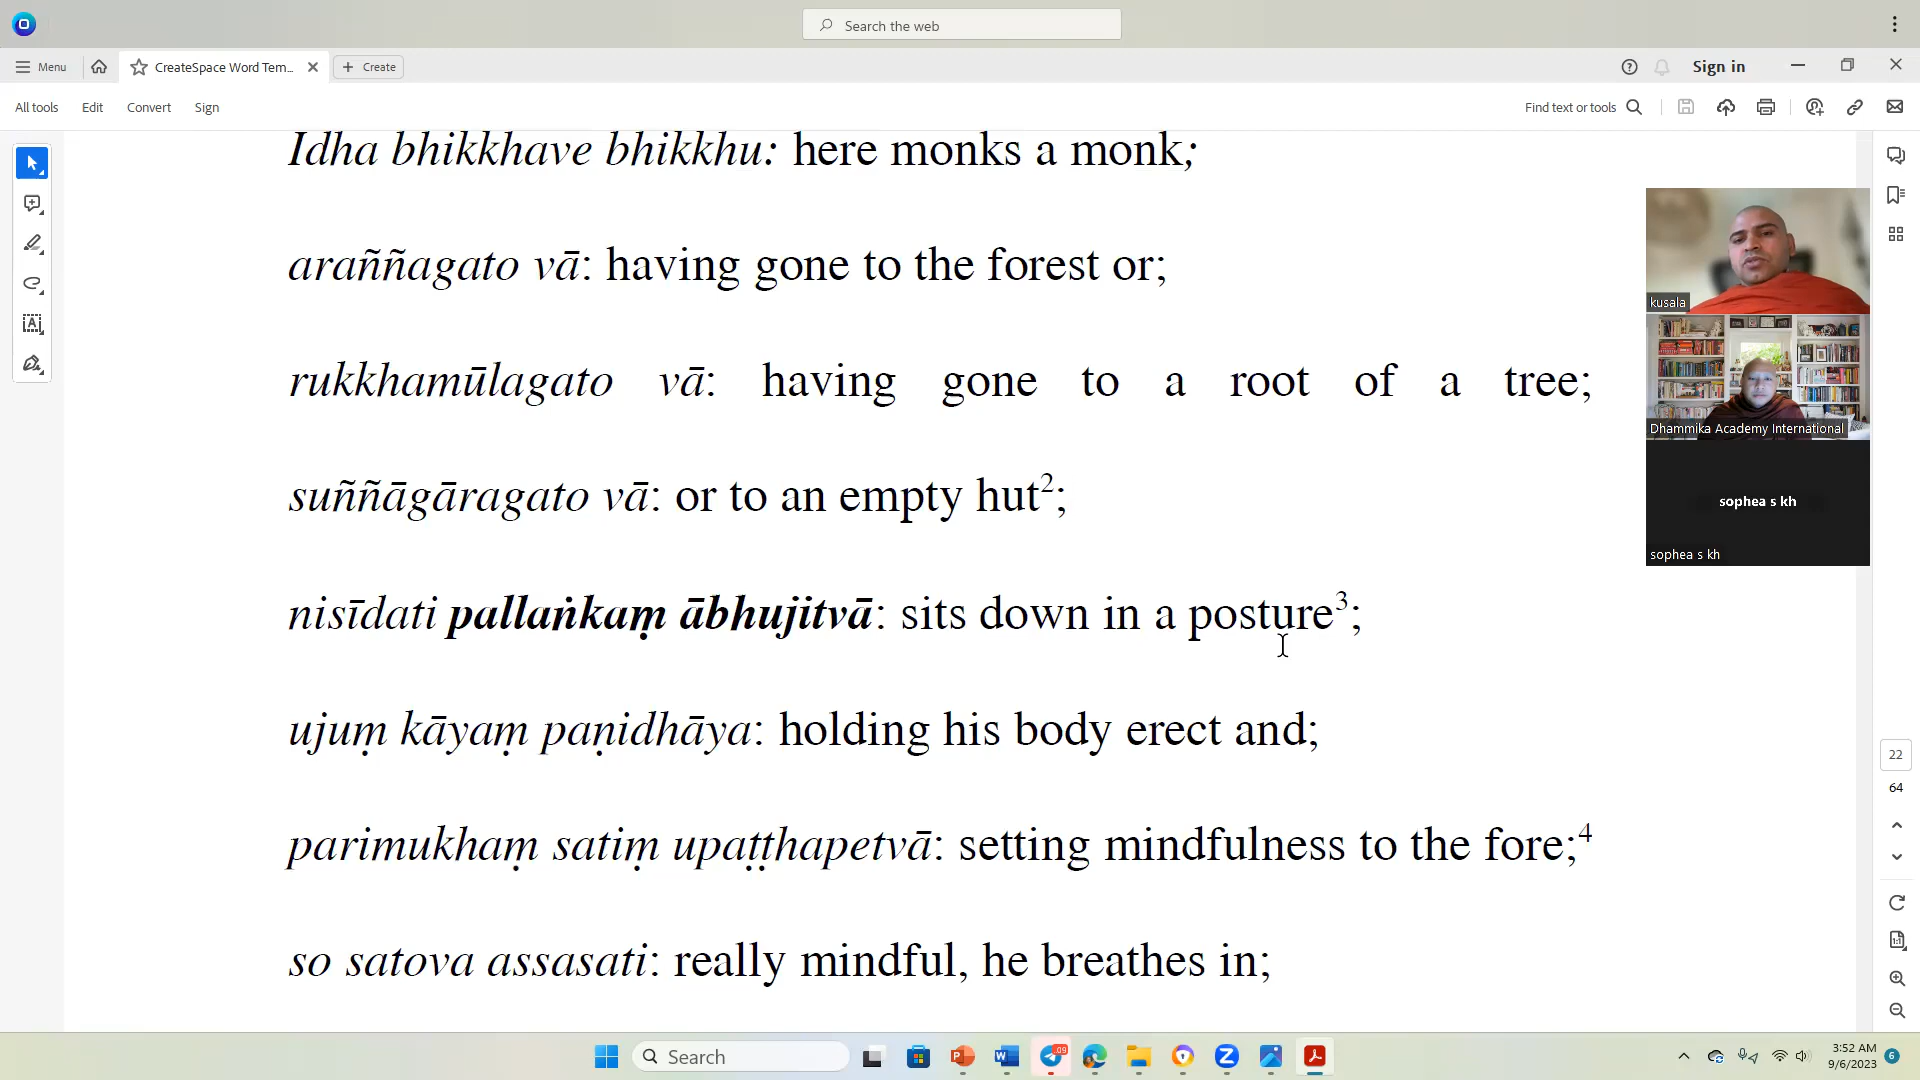 Search the web
Menu
CreateSpace Word Tem...
Create
Sign in
All tools
Edit
Convert
Sign
Find text or tools
Idha bhikkhave bhikkhu: here monks a monk;
araññagato vā: having gone to the forest or;
rukkhamūlagato vā: having gone to a root of a tree;
suññāgāragato vā: or to an empty hut2;
nisīdati pallaṅkaṃ ābhujitvā: sits down in a posture3;
ujuṃ kāyaṃ paṇidhāya: holding his body erect and;
parimukhaṃ satiṃ upaṭṭhapetvā: setting mindfulness to the fore;4
so satova assasati: really mindful, he breathes in;
kusala
Dhammika Academy International
sophea s kh
sophea s kh
22
64
Search
09
3:52 AM
9/6/2023
6